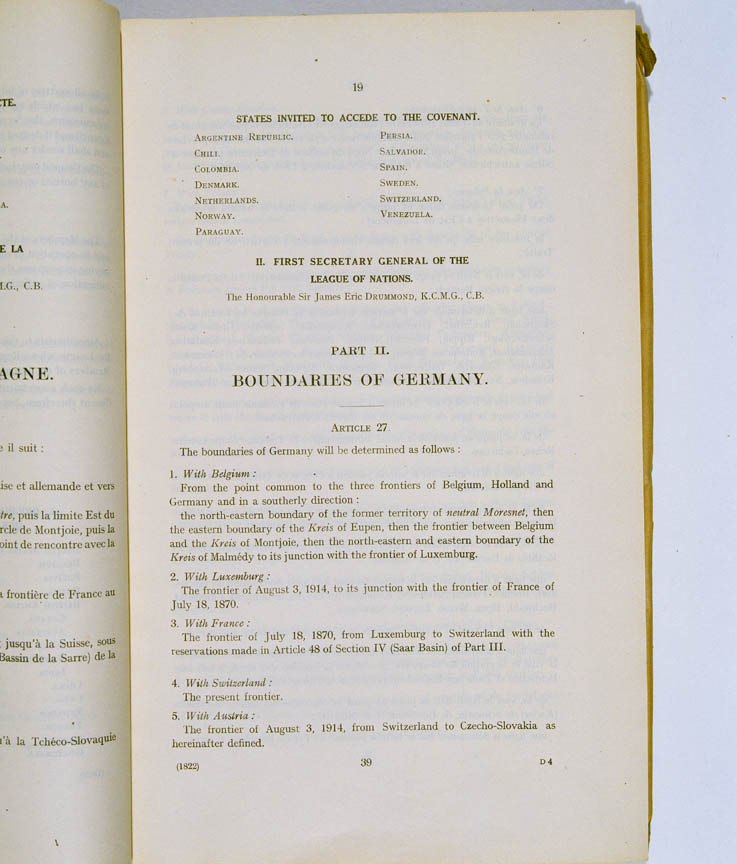 CTE.
A.
E LA
M.G., C.B.
AGNE.
e il suit :
ise et allemande et vers
tre, puis la limite Est du
rcle de Montjoie, puis la
oint de rencontre avec la
a frontière de France au
jusqu'à la Suisse, sous
Bassin de la Sarre) de la
'à la Tchéco-Slovaquie
19
STATES INVITED TO ACCEDE TO THE COVENANT.
ARGENTINE REPUBLIC.
CHILI.
COLOMBIA.
DENMARK.
NETHERLANDS.
NORWAY.
PARAGUAY.
PERSIA.
SALVADOR.
SPAIN.
SWEDEN.
SWITZERLAND.
VENEZUELA.
II. FIRST SECRETARY GENERAL OF THE
LEAGUE OF NATIONS.
The Honourable Sir James Eric DRUMMOND, K.C.M.G., C.B.
PART II.
BOUNDARIES OF GERMANY.
ARTICLE 27.
The boundaries of Germany will be determined as follows :
1. With Belgium :
From the point common to the three frontiers of Belgium, Holland and
Germany and in a southerly direction :
the north-eastern boundary of the former territory of neutral Moresnet, then
the eastern boundary of the Kreis of Eupen, then the frontier between Belgium
and the Kreis of Montjoie, then the north-eastern and eastern boundary of the
Kreis of Malmédy to its junction with the frontier of Luxemburg.
2. With Luxemburg :
The frontier of August 3, 1914, to its junction with the frontier of France of
July 18, 1870.
3. With France :
The frontier of July 18, 1870, from Luxemburg to Switzerland with the
reservations made in Article 48 of Section IV (Saar Basin) of Part III.
4. With Switzerland :
The present frontier.
5. With Austria :
The frontier of August 3, 1914, from Switzerland to Czecho-Slovakia as
hereinafter defined.
(1822)
39
D 4